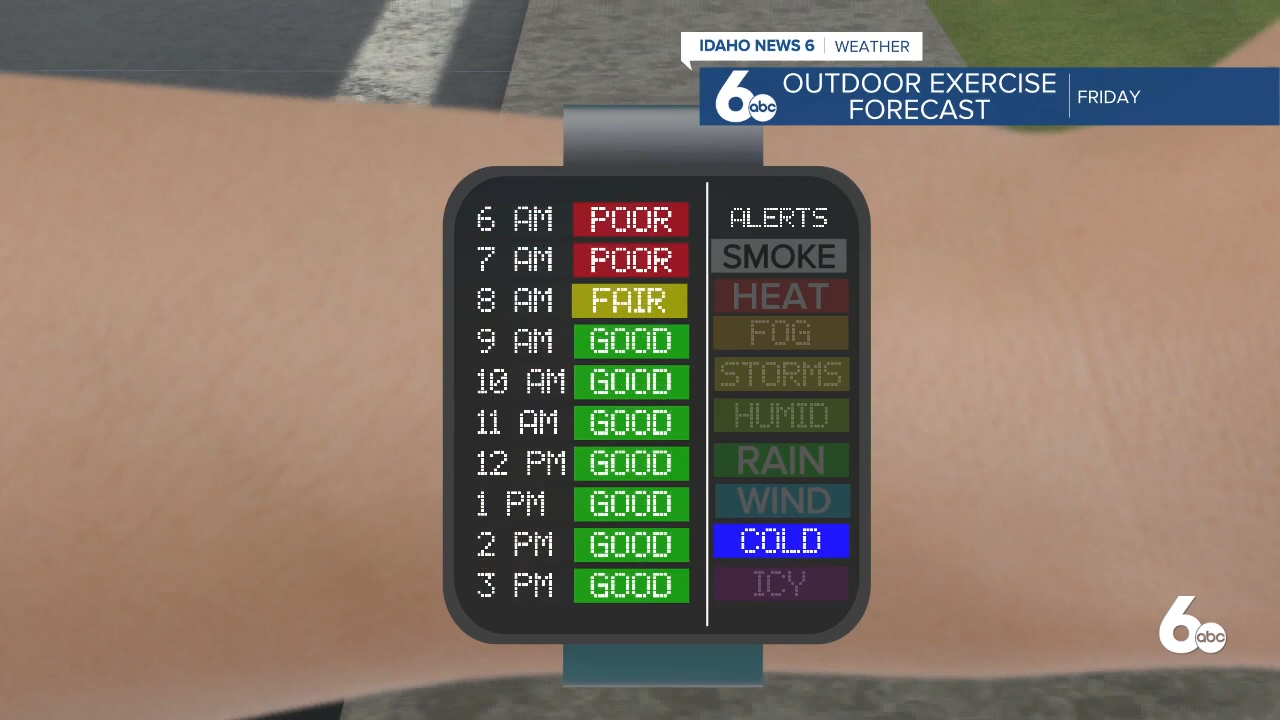 IDAHO NEWS 6 | WEATHER
6 abc
OUTDOOR EXERCISE
FORECAST
FRIDAY
6 AM POOR
7 AM POOR
8 AM FAIR
9 AM GOOD
10 AM GOOD
11 AM GOOD
12 PM GOOD
1 PM GOOD
2 PM GOOD
3 PM GOOD
ALERTS
SMOKE
HEAT
FOG
STORMS
HUMID
RAIN
WIND
COLD
ICY
6 abc